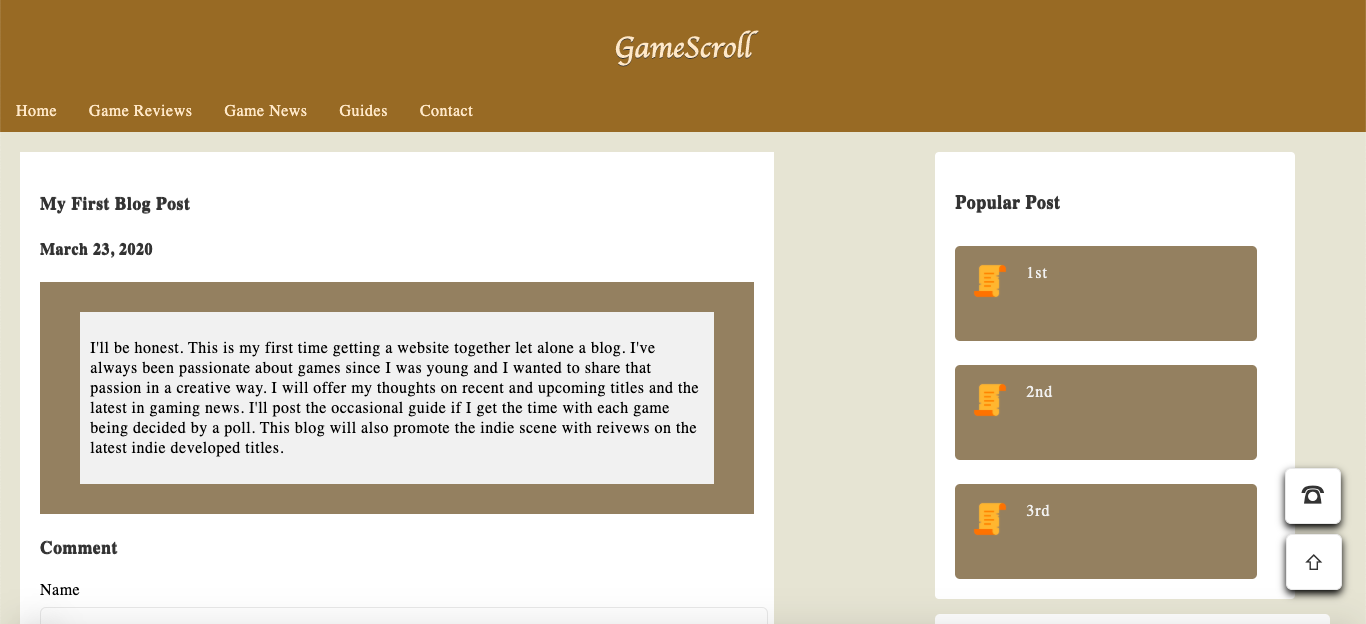 GameScroll
Home Game Reviews Game News Guides Contact
My First Blog Post
March 23, 2020
I'll be honest. This is my first time getting a website together let alone a blog. I've
always been passionate about games since I was young and I wanted to share that
passion in a creative way. I will offer my thoughts on recent and upcoming titles and the
latest in gaming news. I'll post the occasional guide if I get the time with each game
being decided by a poll. This blog will also promote the indie scene with reivews on the
latest indie developed titles.
Comment
Name
Popular Post
1st
2nd
3rd